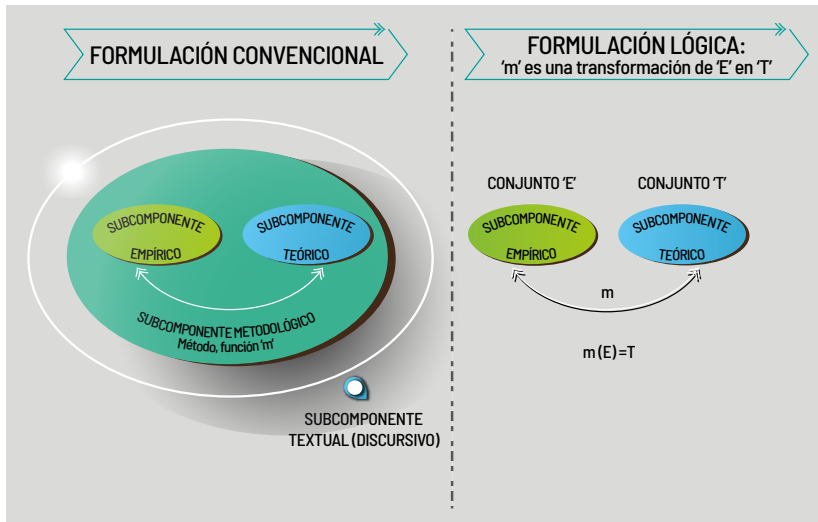 FORMULACIÓN CONVENCIONAL
SUBCOMPONENTE
EMPÍRICO
SUBCOMPONENTE
TEÓRICO
SUBCOMPONENTE METODOLÓGICO
Método, función ‘m’
SUBCOMPONENTE
TEXTUAL (DISCURSIVO)
FORMULACIÓN LÓGICA:
‘m’ es una transformación de ‘E’ en ‘T’
CONJUNTO ‘E’
CONJUNTO ‘T’
SUBCOMPONENTE
EMPÍRICO
SUBCOMPONENTE
TEÓRICO
m
m (E) =T